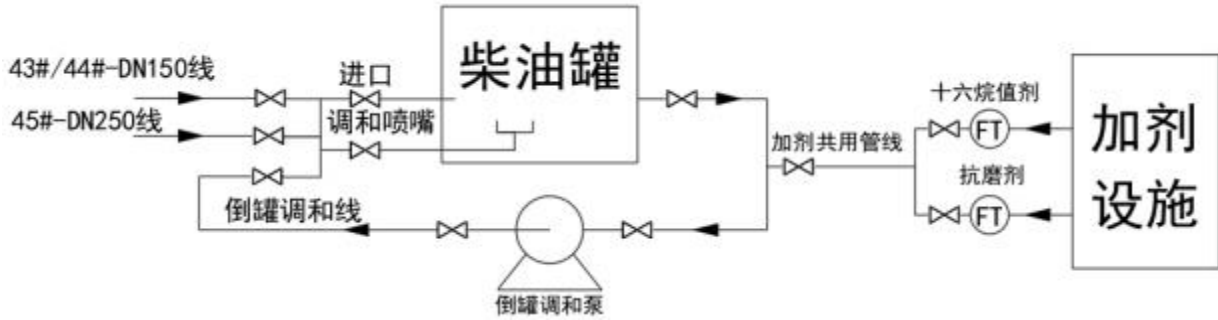 43#/44#-DN150线
进口
柴油罐
45#-DN250线
调和喷嘴
倒罐调和线
倒罐调和泵
加剂共用管线
十六烷值剂
FT
抗磨剂
FT
加剂
设施